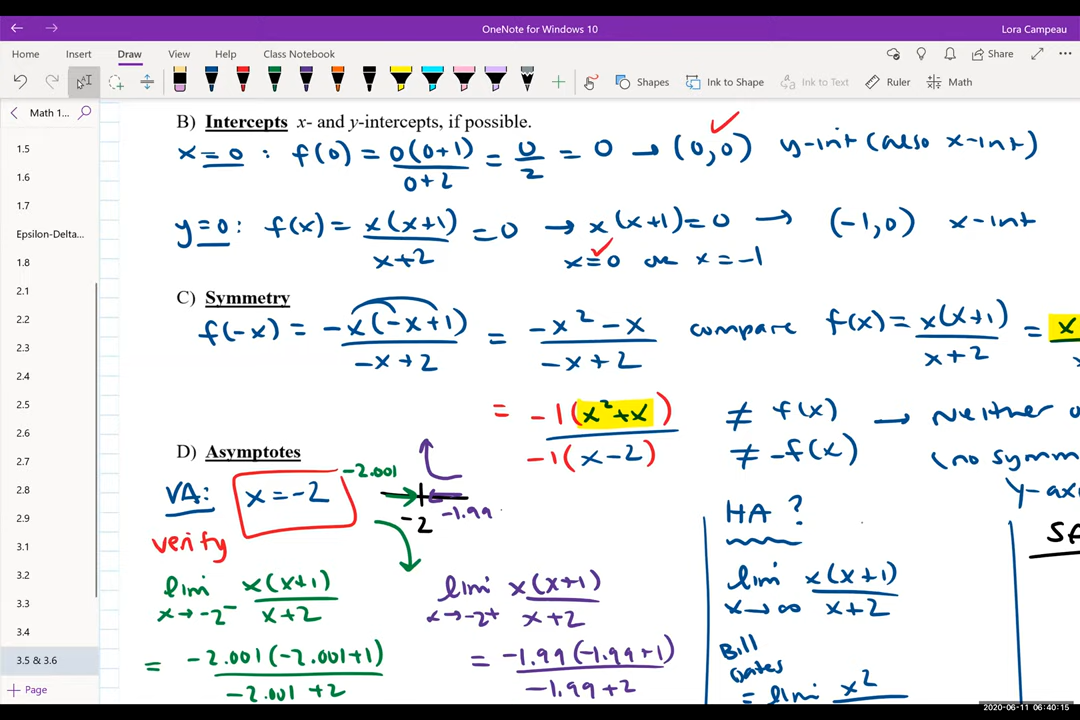 OneNote for Windows 10
Lora Campeau
Home Insert Draw View Help Class Notebook
Share
Shapes Ink to Shape Ink to Text Ruler Math
Math 1...
1.5
1.6
1.7
Epsilon-Delta...
1.8
2.1
2.2
2.3
2.4
2.5
2.6
2.7
2.8
2.9
3.1
3.2
3.3
3.4
3.5 & 3.6
+ Page
B) Intercepts x- and y-intercepts, if possible.
x=0 : f(0) = 0(0+1)/0+2 = 0/2 = 0 → (0,0) y-int (also x-int)
y=0 : f(x) = x(x+1)/x+2 = 0 → x(x+1)=0 → (-1,0) x-int
x=0 or x=-1
C) Symmetry
f(-x) = -x(-x+1)/-x+2 = -x²-x/-x+2 compare f(x) = x(x+1)/x+2 = x
= -1(x²+x)/-1(x-2) ≠ f(x) → Neither
≠ -f(x) (no symm
y-ax
D) Asymptotes
VA: x=-2
-2.001
-2
-1.99
verify
lim x→-2⁻ x(x+1)/x+2
= -2.001(-2.001+1)/-2.001+2
lim x→-2⁺ x(x+1)/x+2
= -1.99(-1.99+1)/-1.99+2
HA ?
lim x→∞ x(x+1)/x+2
Bill
Gates
= lim x²
2020-06-11 06:40:15